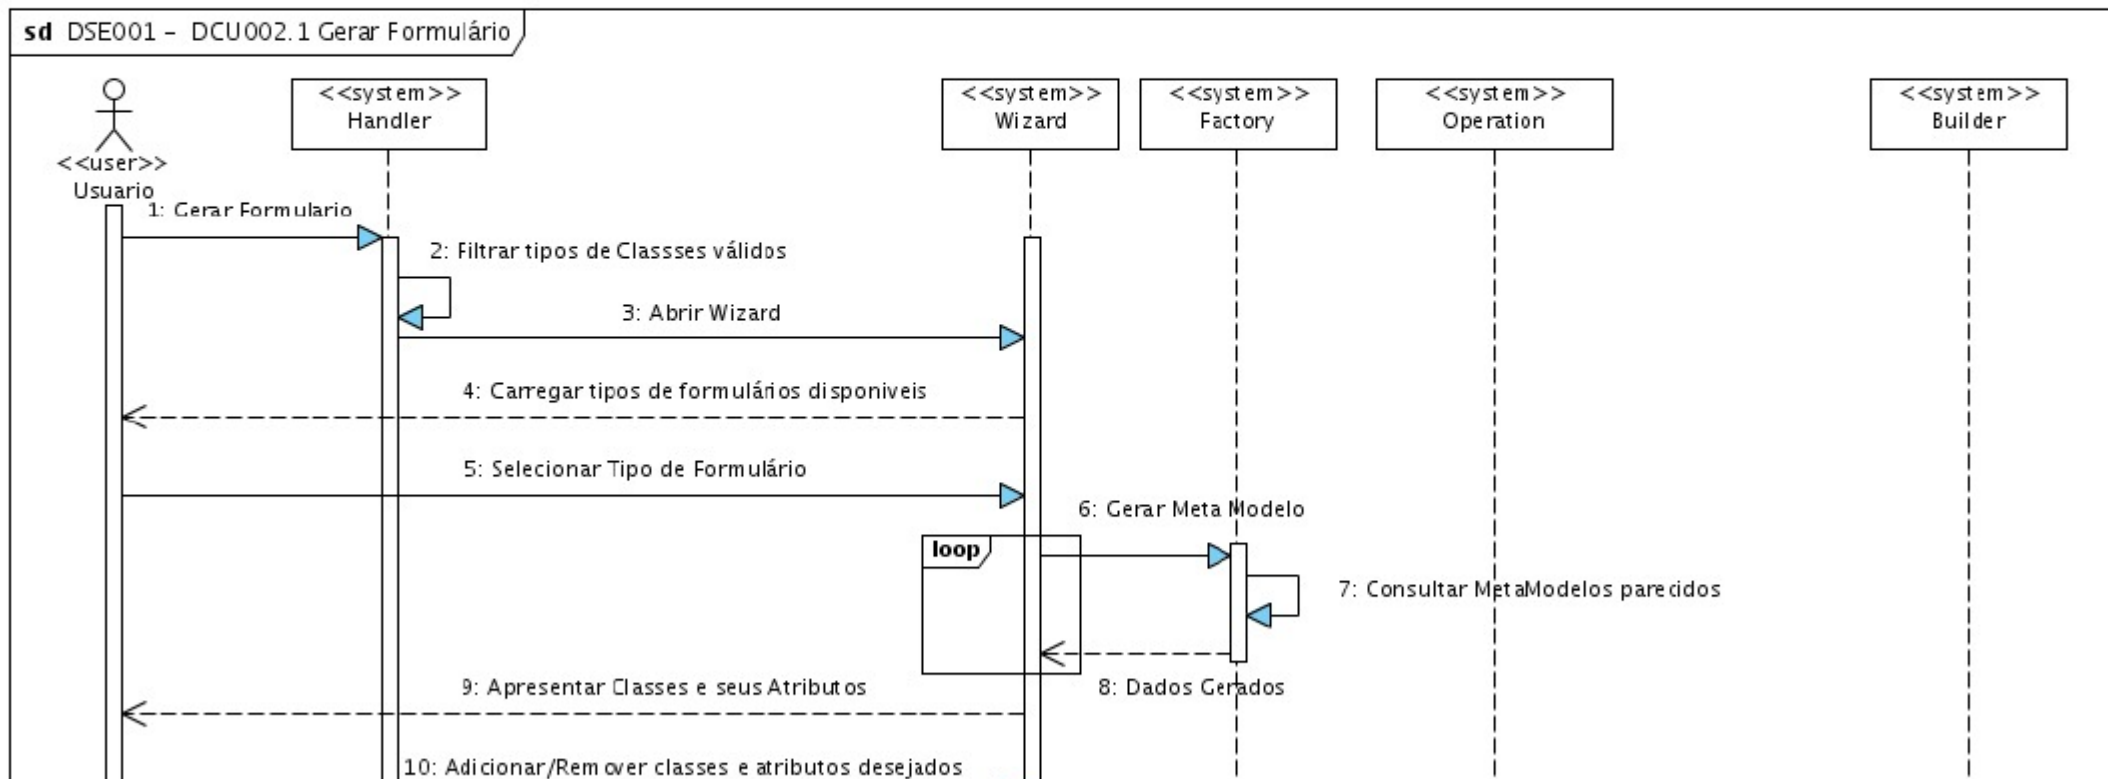 sd DSE001 - DCU002.1 Gerar Formulário
<<user>>
Usuario
<<system>>
Handler
<<system>>
Wizard
<<system>>
Factory
<<system>>
Operation
<<system>>
Builder
1: Gerar Formulario
2: Filtrar tipos de Classses válidos
3: Abrir Wizard
4: Carregar tipos de formulários disponiveis
5: Selecionar Tipo de Formulário
6: Gerar Meta Modelo
loop
7: Consultar MetaModelos parecidos
8: Dados Gerados
9: Apresentar Classes e seus Atributos
10: Adicionar/Remover classes e atributos desejados